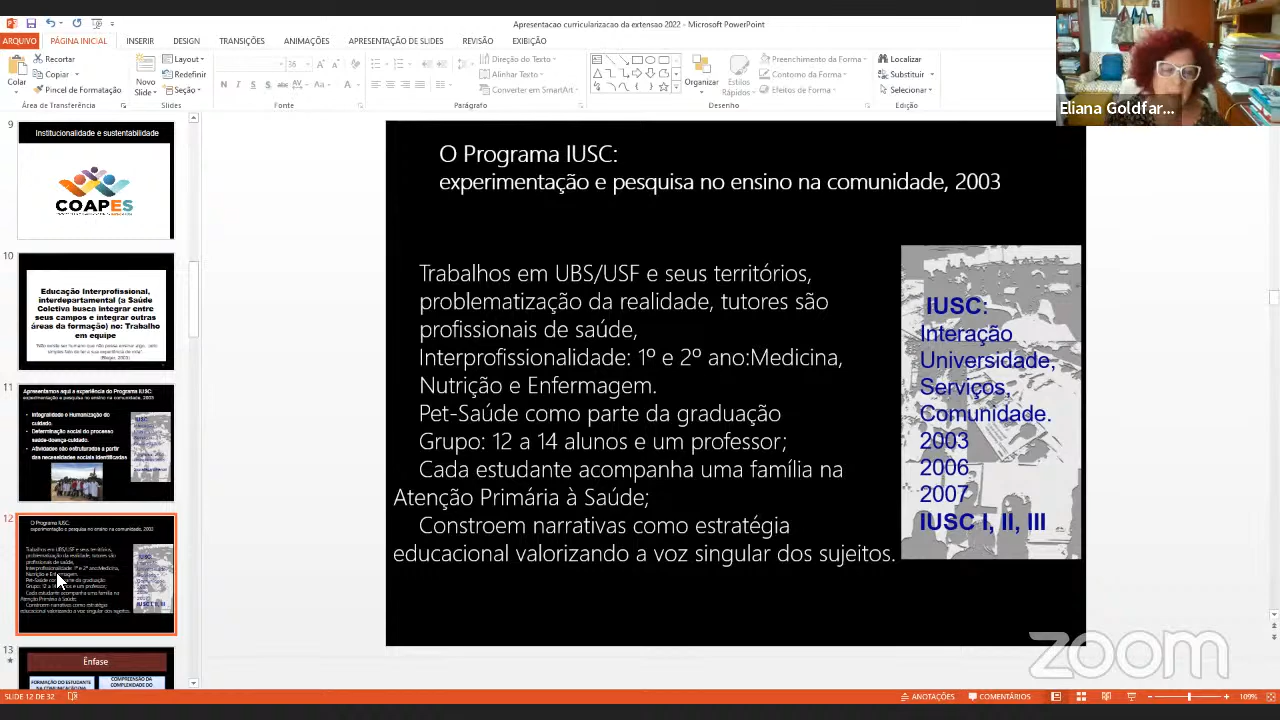 Apresentacao curricularizacao da extensao 2022 - Microsoft PowerPoint
ARQUIVO PÁGINA INICIAL INSERIR DESIGN TRANSIÇÕES ANIMAÇÕES APRESENTAÇÃO DE SLIDES REVISÃO EXIBIÇÃO
Colar
Recortar
Copiar
Pincel de Formatação
Área de Transferência
Novo Slide
Layout
Redefinir
Seção
Slides
36
Fonte
Direção do Texto
Alinhar Texto
Converter em SmartArt
Parágrafo
Organizar
Estilos Rápidos
Preenchimento da Forma
Contorno da Forma
Efeitos de Forma
Desenho
Localizar
Substituir
Selecionar
Edição
Eliana Goldfar...
9
Institucionalidade e sustentabilidade
COAPES
10
Educação Interprofissional,
interdepartamental (a Saúde
Coletiva busca integrar entre
seus campos e integrar outras
áreas da formação) no: Trabalho
em equipe
11
Apresentamos aqui a experiência do Programa IUSC:
experimentação e pesquisa no ensino na comunidade, 2003
• Integralidade e Humanização do
cuidado.
• Determinação social do processo
saúde-doença-cuidado.
• Atividades são estruturadas a partir
das necessidades sociais identificadas
12
O Programa IUSC:
experimentação e pesquisa no ensino na comunidade, 2003
13
Ênfase
FORMAÇÃO DO ESTUDANTE
NA COMUNICAÇÃO
COMPREENSÃO DA
COMPLEXIDADE DO
O Programa IUSC:
experimentação e pesquisa no ensino na comunidade, 2003
Trabalhos em UBS/USF e seus territórios,
problematização da realidade, tutores são
profissionais de saúde,
Interprofissionalidade: 1º e 2º ano:Medicina,
Nutrição e Enfermagem.
Pet-Saúde como parte da graduação
Grupo: 12 a 14 alunos e um professor;
Cada estudante acompanha uma família na
Atenção Primária à Saúde;
Constroem narrativas como estratégia
educacional valorizando a voz singular dos sujeitos.
IUSC:
Interação
Universidade,
Serviços,
Comunidade.
2003
2006
2007
IUSC I, II, III
zoom
SLIDE 12 DE 32 ANOTAÇÕES COMENTÁRIOS 109%